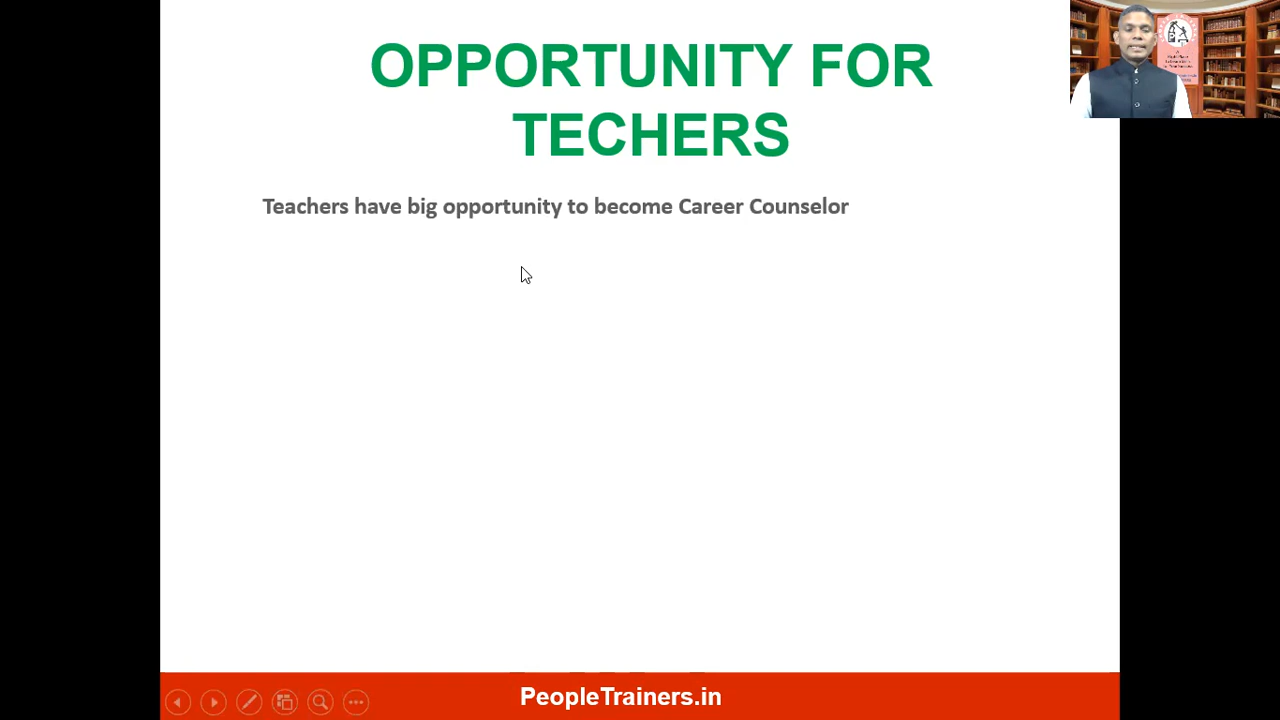 OPPORTUNITY FOR
TECHERS
Teachers have big opportunity to become Career Counselor
PeopleTrainers.in